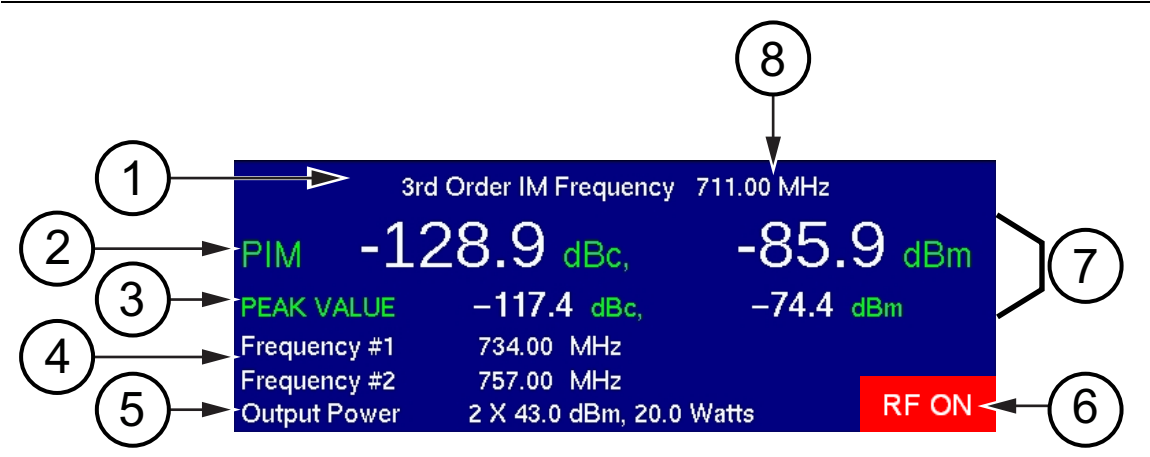 8
1
3rd Order IM Frequency 711.00 MHz
2
PIM -128.9 dBc, -85.9 dBm
7
3
PEAK VALUE –117.4 dBc, –74.4 dBm
4
Frequency #1 734.00 MHz
Frequency #2 757.00 MHz
5
Output Power 2 X 43.0 dBm, 20.0 Watts
RF ON
6